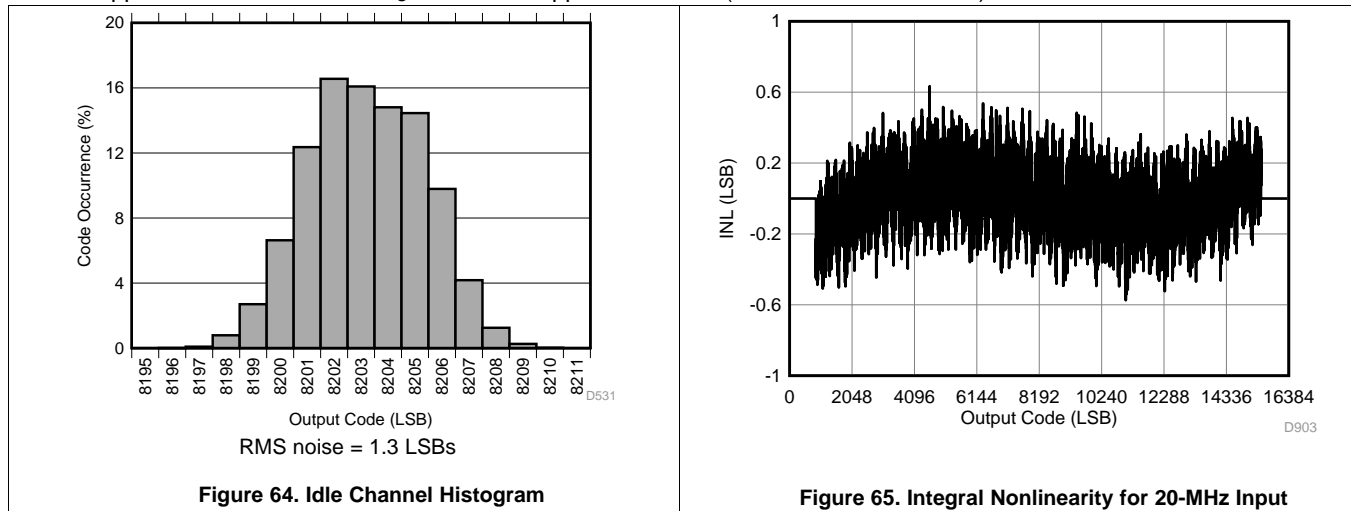 20
16
12
8
4
0
Code Occurrence (%)
8195
8196
8197
8198
8199
8200
8201
8202
8203
8204
8205
8206
8207
8208
8209
8210
8211
D531
Output Code (LSB)
RMS noise = 1.3 LSBs
Figure 64. Idle Channel Histogram
1
0.6
0.2
-0.2
-0.6
-1
INL (LSB)
0 2048 4096 6144 8192 10240 12288 14336 16384
Output Code (LSB)
D903
Figure 65. Integral Nonlinearity for 20-MHz Input